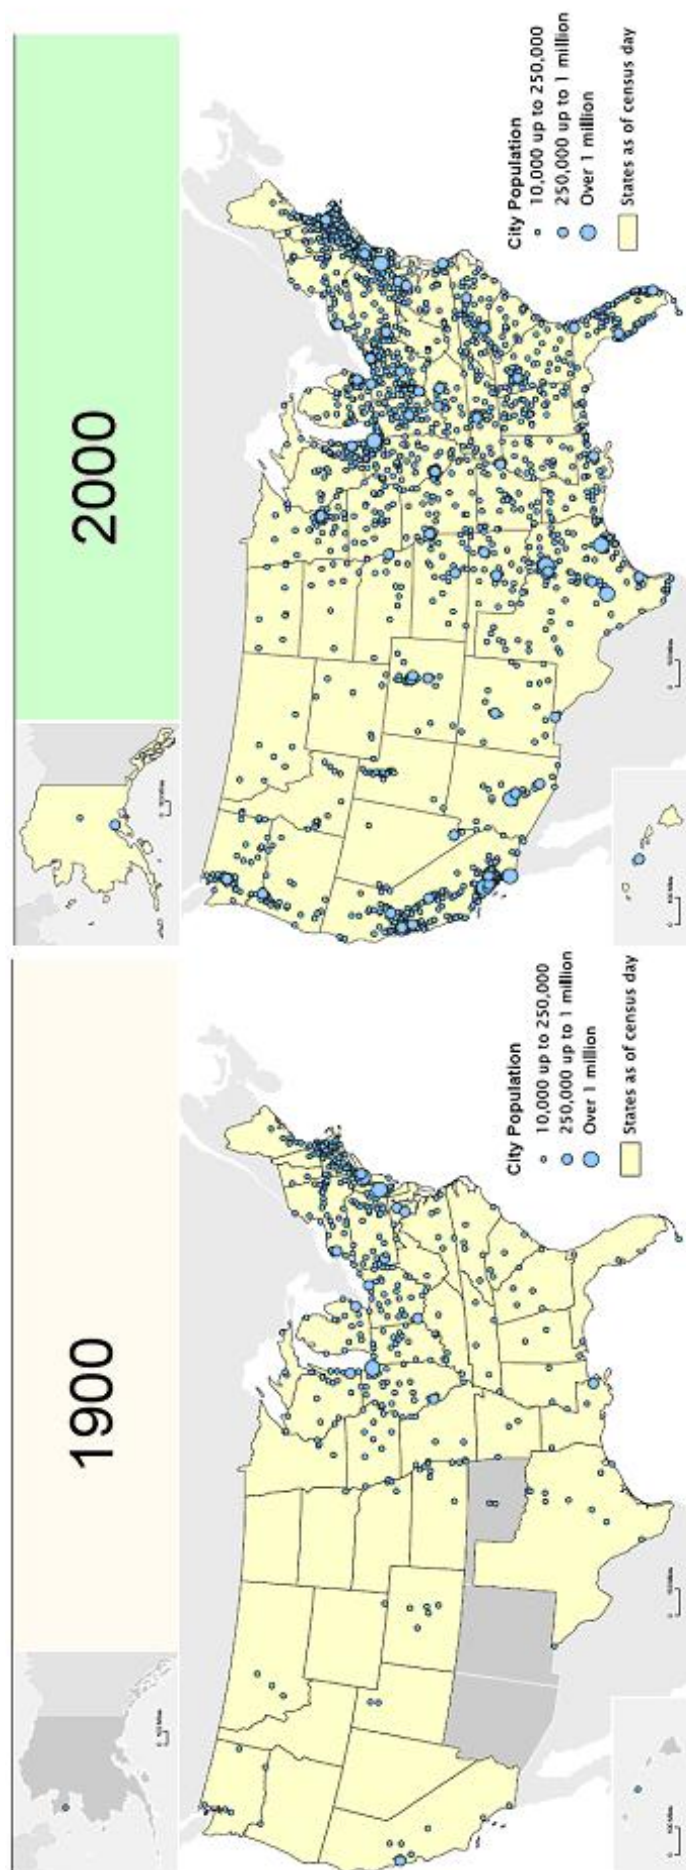 1900
City Population
10,000 up to 250,000
250,000 up to 1 million
Over 1 million
States as of census day
2000
City Population
10,000 up to 250,000
250,000 up to 1 million
Over 1 million
States as of census day